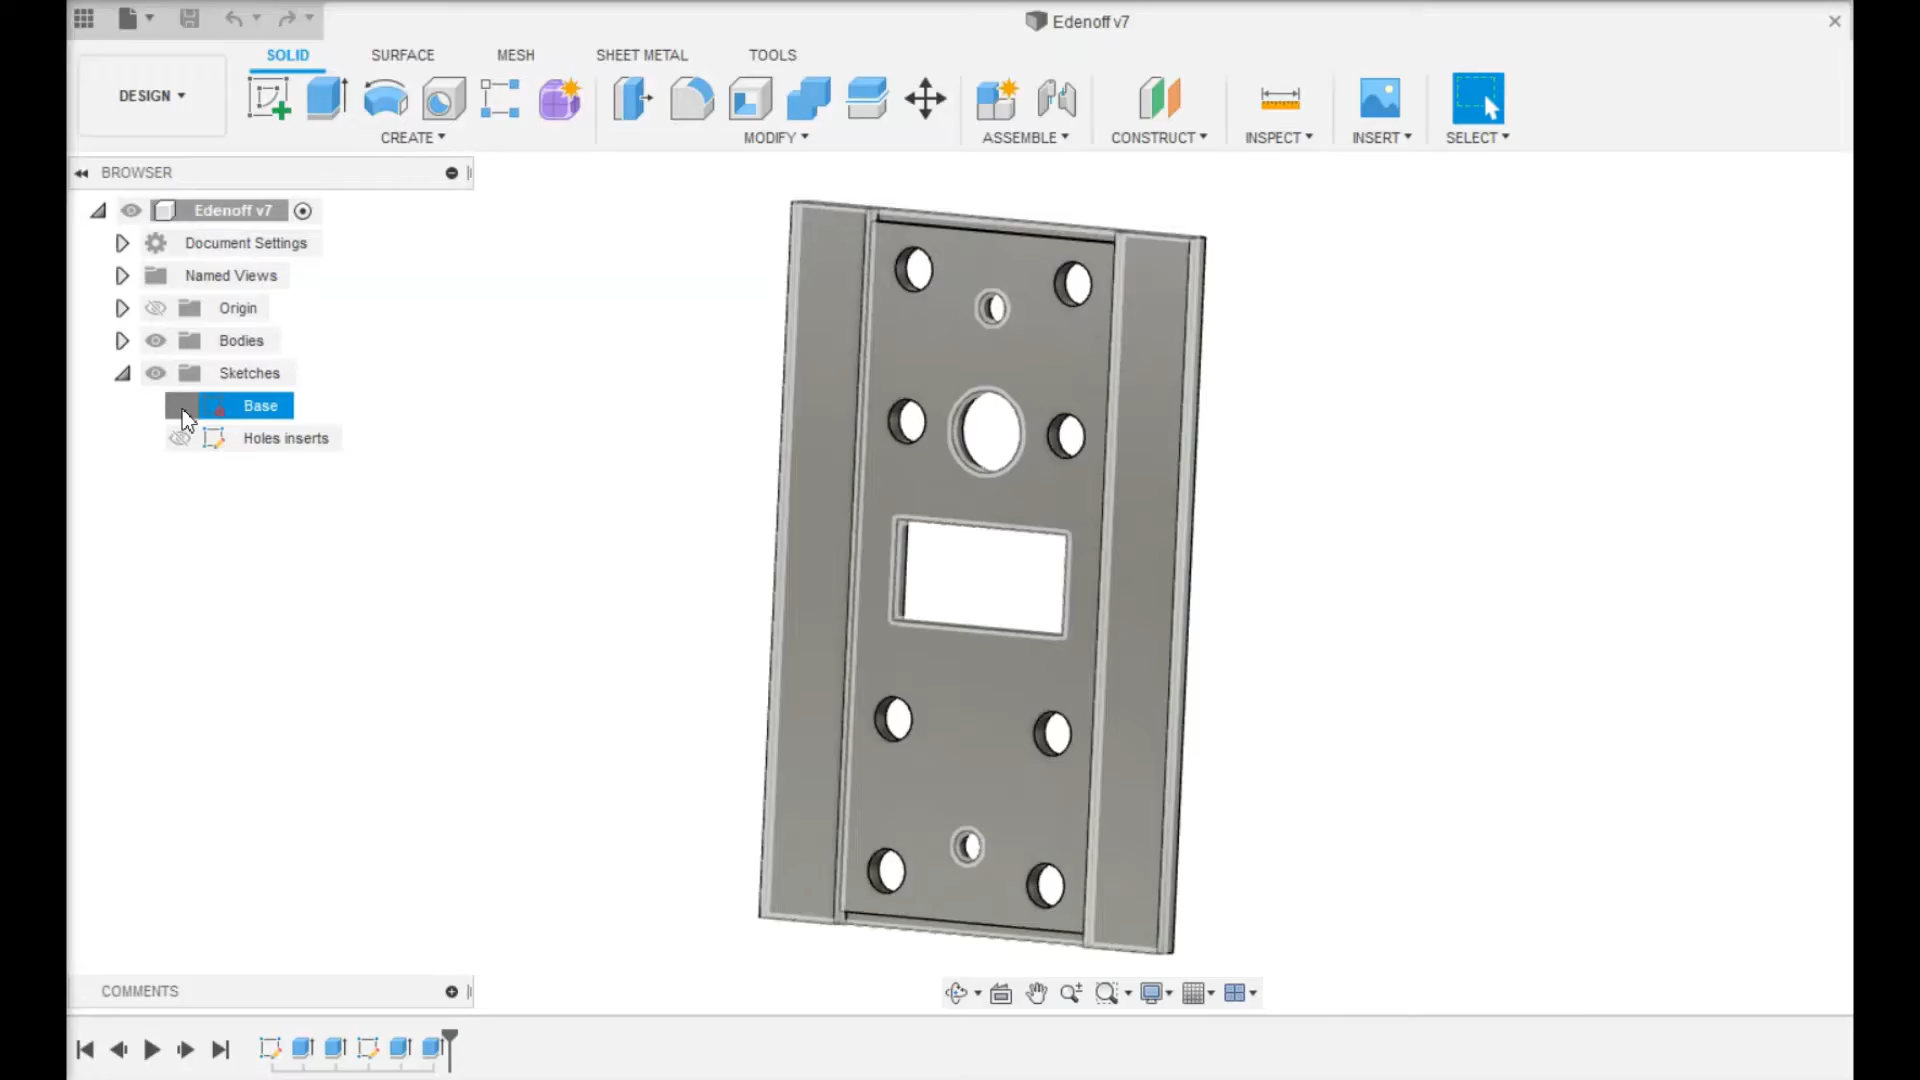 Edenoff v7
SOLID SURFACE MESH SHEET METAL TOOLS
DESIGN
CREATE MODIFY ASSEMBLE CONSTRUCT INSPECT INSERT SELECT
BROWSER
Edenoff v7
Document Settings
Named Views
Origin
Bodies
Sketches
Base
Holes inserts
COMMENTS